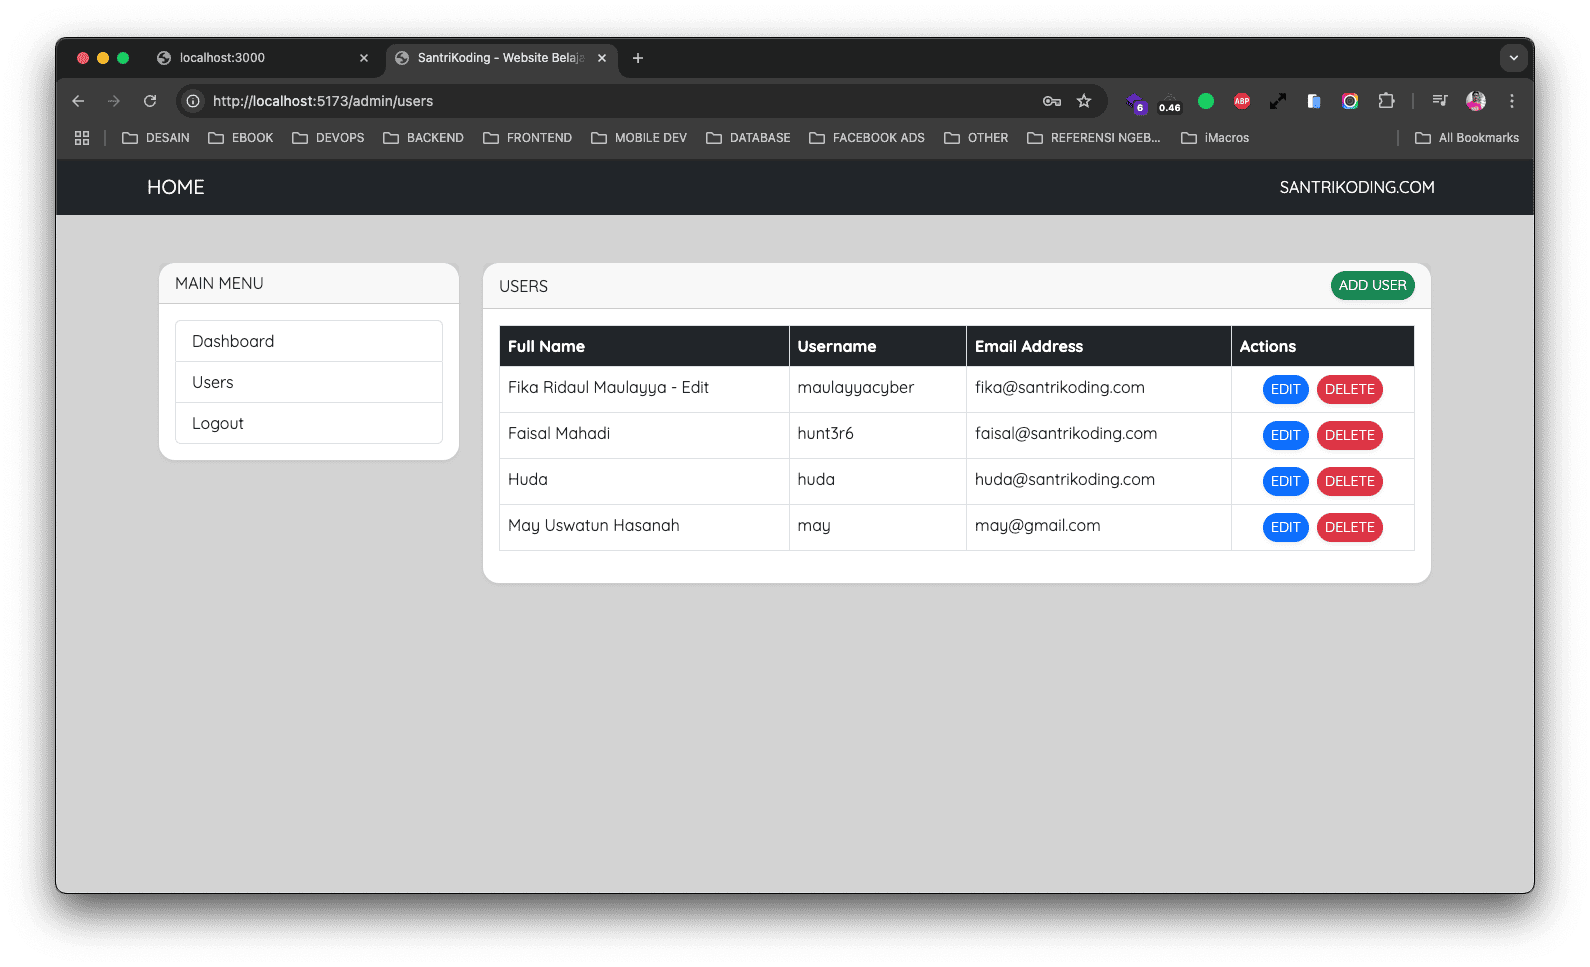 localhost:3000
SantriKoding - Website Belaja
http://localhost:5173/admin/users
6
0.46
ABP
DESAIN EBOOK DEVOPS BACKEND FRONTEND MOBILE DEV DATABASE FACEBOOK ADS OTHER REFERENSI NGEB... iMacros All Bookmarks
HOME SANTRIKODING.COM
MAIN MENU
Dashboard
Users
Logout
USERS ADD USER
Full Name Username Email Address Actions
Fika Ridaul Maulayya - Edit maulayyacyber fika@santrikoding.com EDIT DELETE
Faisal Mahadi hunt3r6 faisal@santrikoding.com EDIT DELETE
Huda huda huda@santrikoding.com EDIT DELETE
May Uswatun Hasanah may may@gmail.com EDIT DELETE